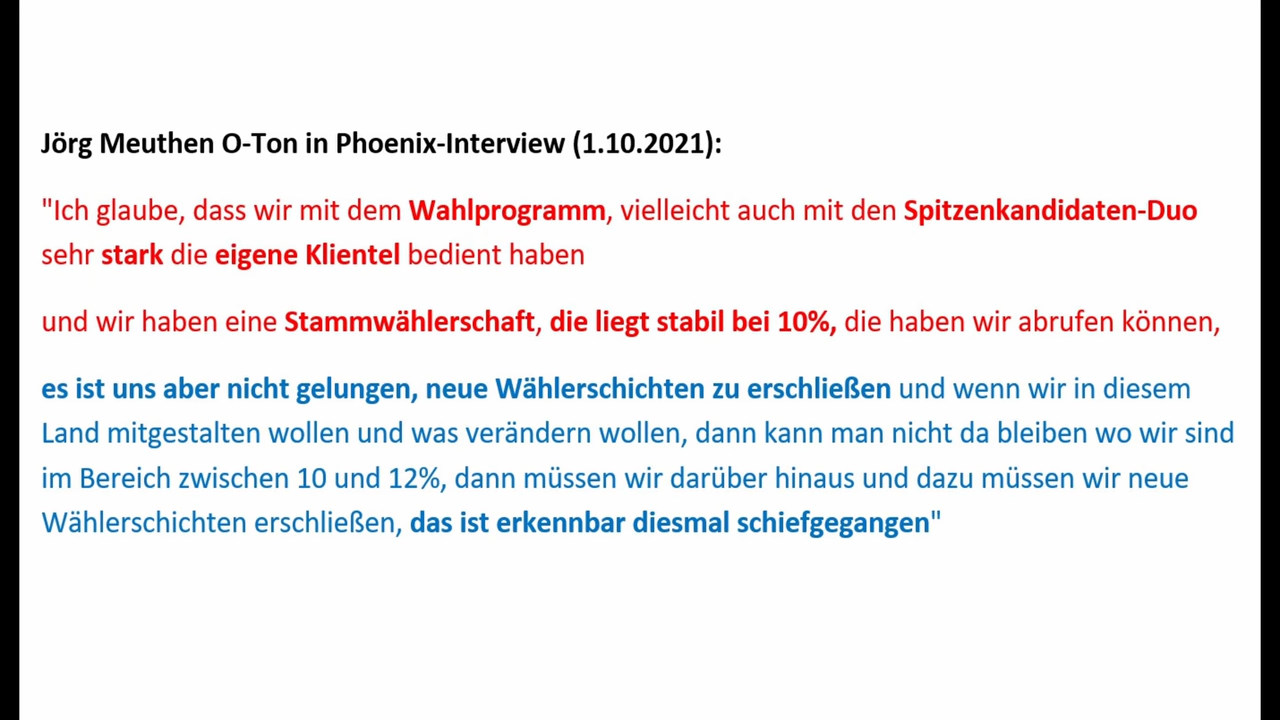 Jörg Meuthen O-Ton in Phoenix-Interview (1.10.2021):
"Ich glaube, dass wir mit dem Wahlprogramm, vielleicht auch mit den Spitzenkandidaten-Duo
sehr stark die eigene Klientel bedient haben
und wir haben eine Stammwählerschaft, die liegt stabil bei 10%, die haben wir abrufen können,
es ist uns aber nicht gelungen, neue Wählerschichten zu erschließen und wenn wir in diesem
Land mitgestalten wollen und was verändern wollen, dann kann man nicht da bleiben wo wir sind
im Bereich zwischen 10 und 12%, dann müssen wir darüber hinaus und dazu müssen wir neue
Wählerschichten erschließen, das ist erkennbar diesmal schiefgegangen"